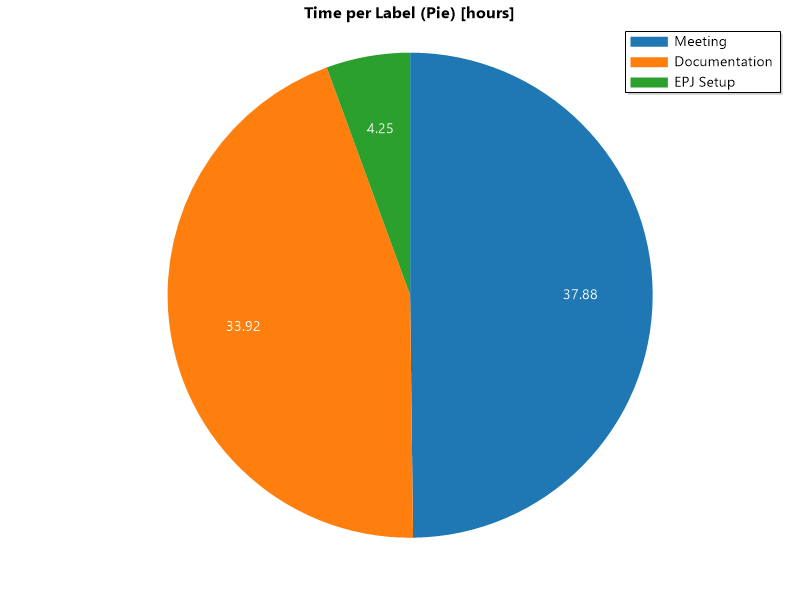 Time per Label (Pie) [hours]
Meeting
Documentation
EPJ Setup
4.25
37.88
33.92